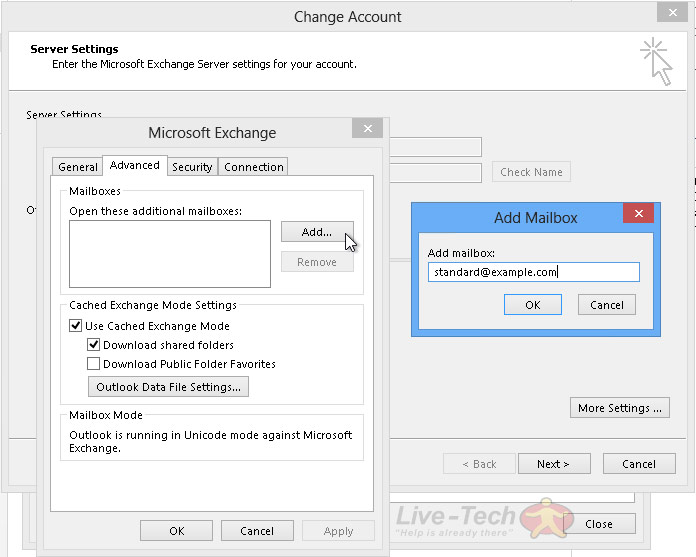 Change Account
Server Settings
Enter the Microsoft Exchange Server settings for your account.
Server Settings
Microsoft Exchange
General
Advanced
Security
Connection
Mailboxes
Open these additional mailboxes:
Add...
Remove
Cached Exchange Mode Settings
Use Cached Exchange Mode
Download shared folders
Download Public Folder Favorites
Outlook Data File Settings...
Mailbox Mode
Outlook is running in Unicode mode against Microsoft
Exchange.
OK
Cancel
Apply
Check Name
Add Mailbox
Add mailbox:
standard@example.com
OK
Cancel
More Settings ...
< Back
Next >
Cancel
Live-Tech
"Help is already there"
Close